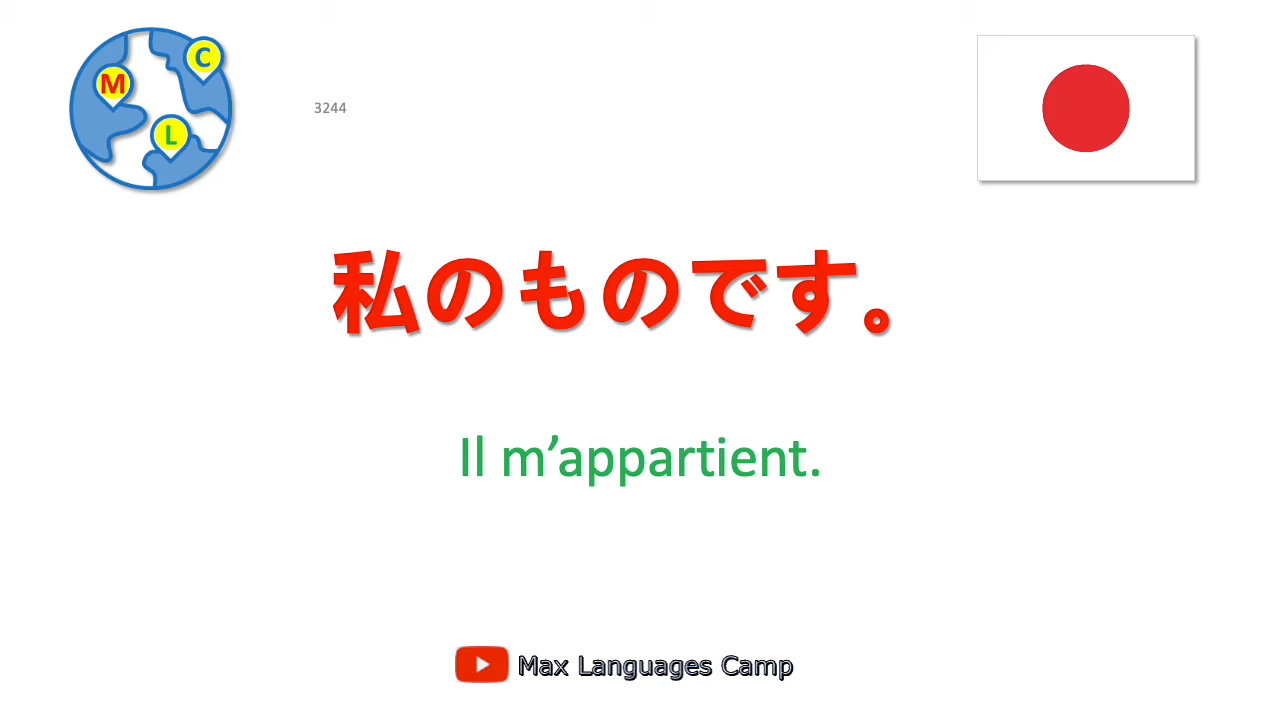 C
M
L
3244
私のものです。
Il m’appartient.
Max Languages Camp